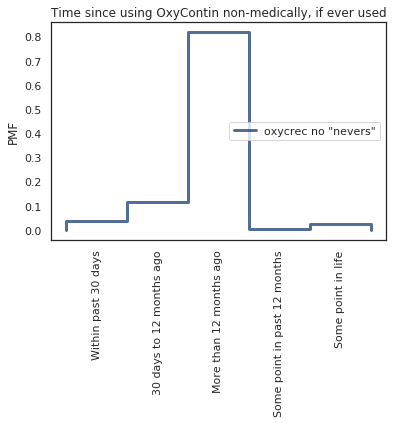 Time since using OxyContin non-medically, if ever used
PMF
0.8
0.7
0.6
0.5
0.4
0.3
0.2
0.1
0.0
oxycrec no "nevers"
Within past 30 days
30 days to 12 months ago
More than 12 months ago
Some point in past 12 months
Some point in life